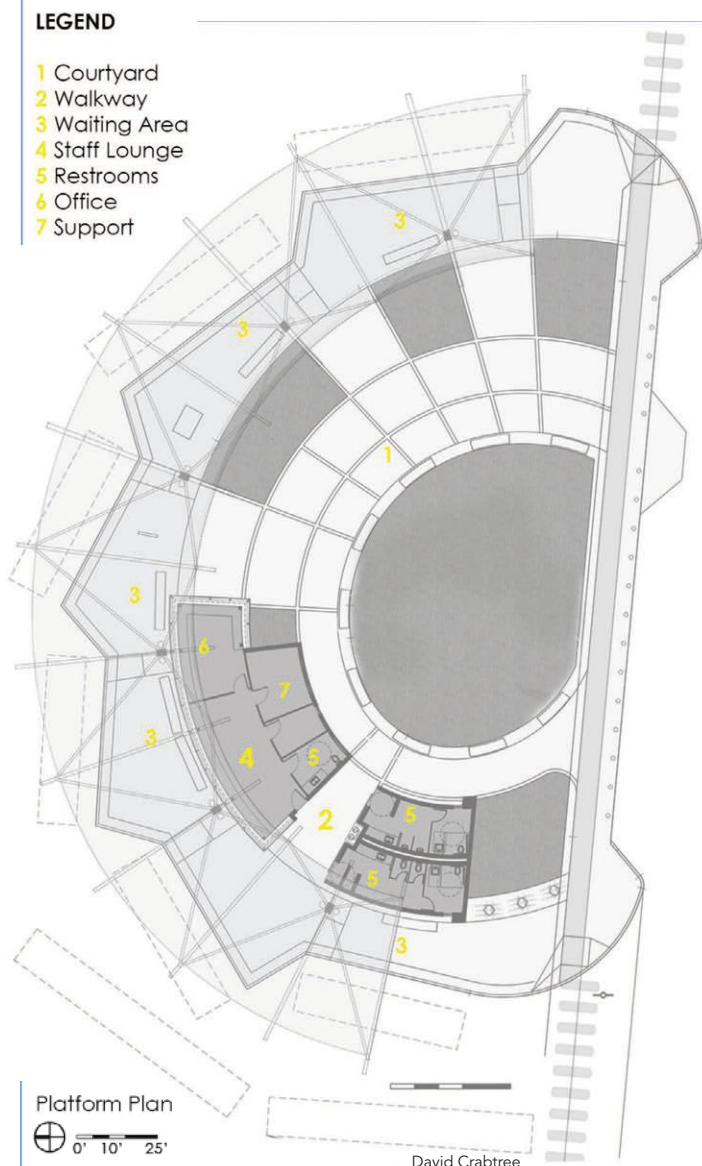 LEGEND
1 Courtyard
2 Walkway
3 Waiting Area
4 Staff Lounge
5 Restrooms
6 Office
7 Support
3
3
1
3
6
7
3
4
5
2
5
5
3
Platform Plan
0' 10' 25'
David Crabtree